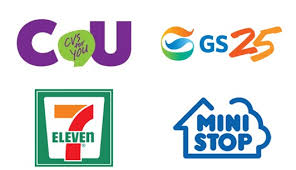 CU
CVS for YOU
GS25
7
ELEVEN
MINI
STOP